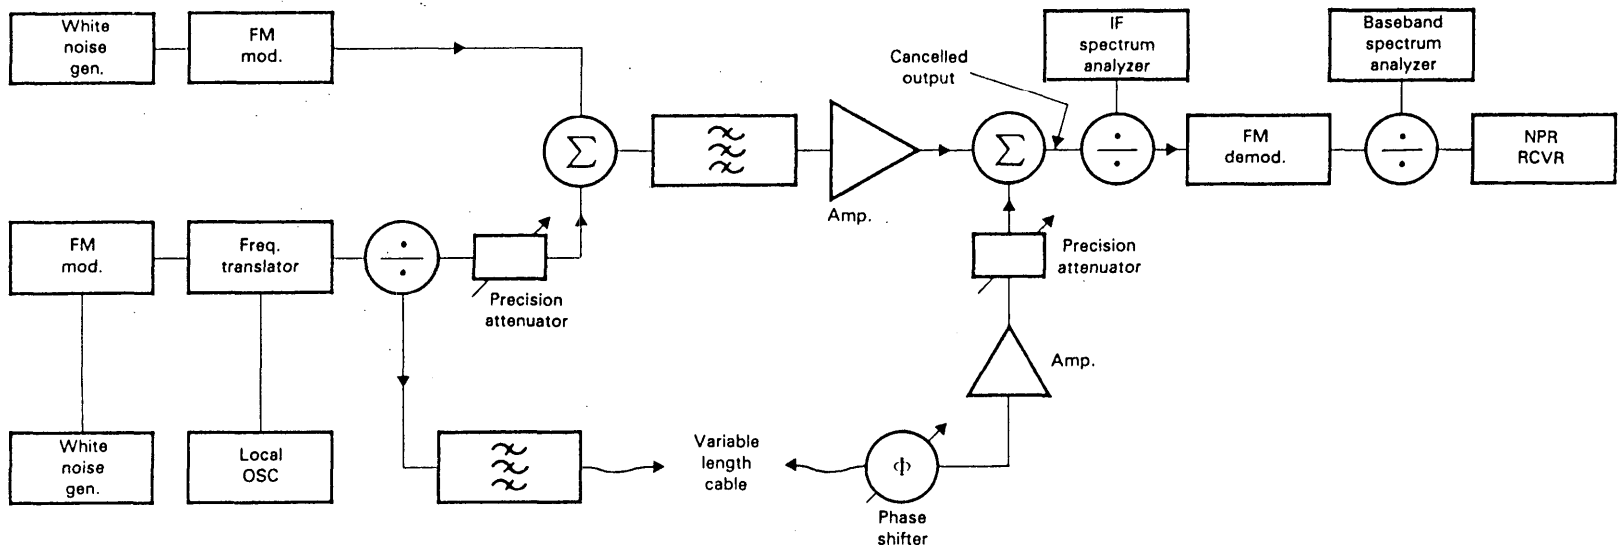 White
noise
gen.
FM
mod.
Σ
Amp.
Cancelled
output
Σ
IF
spectrum
analyzer
÷
FM
demod.
Baseband
spectrum
analyzer
÷
NPR
RCVR
FM
mod.
Freq.
translator
÷
Precision
attenuator
Precision
attenuator
Amp.
White
noise
gen.
Local
OSC
Variable
length
cable
Φ
Phase
shifter